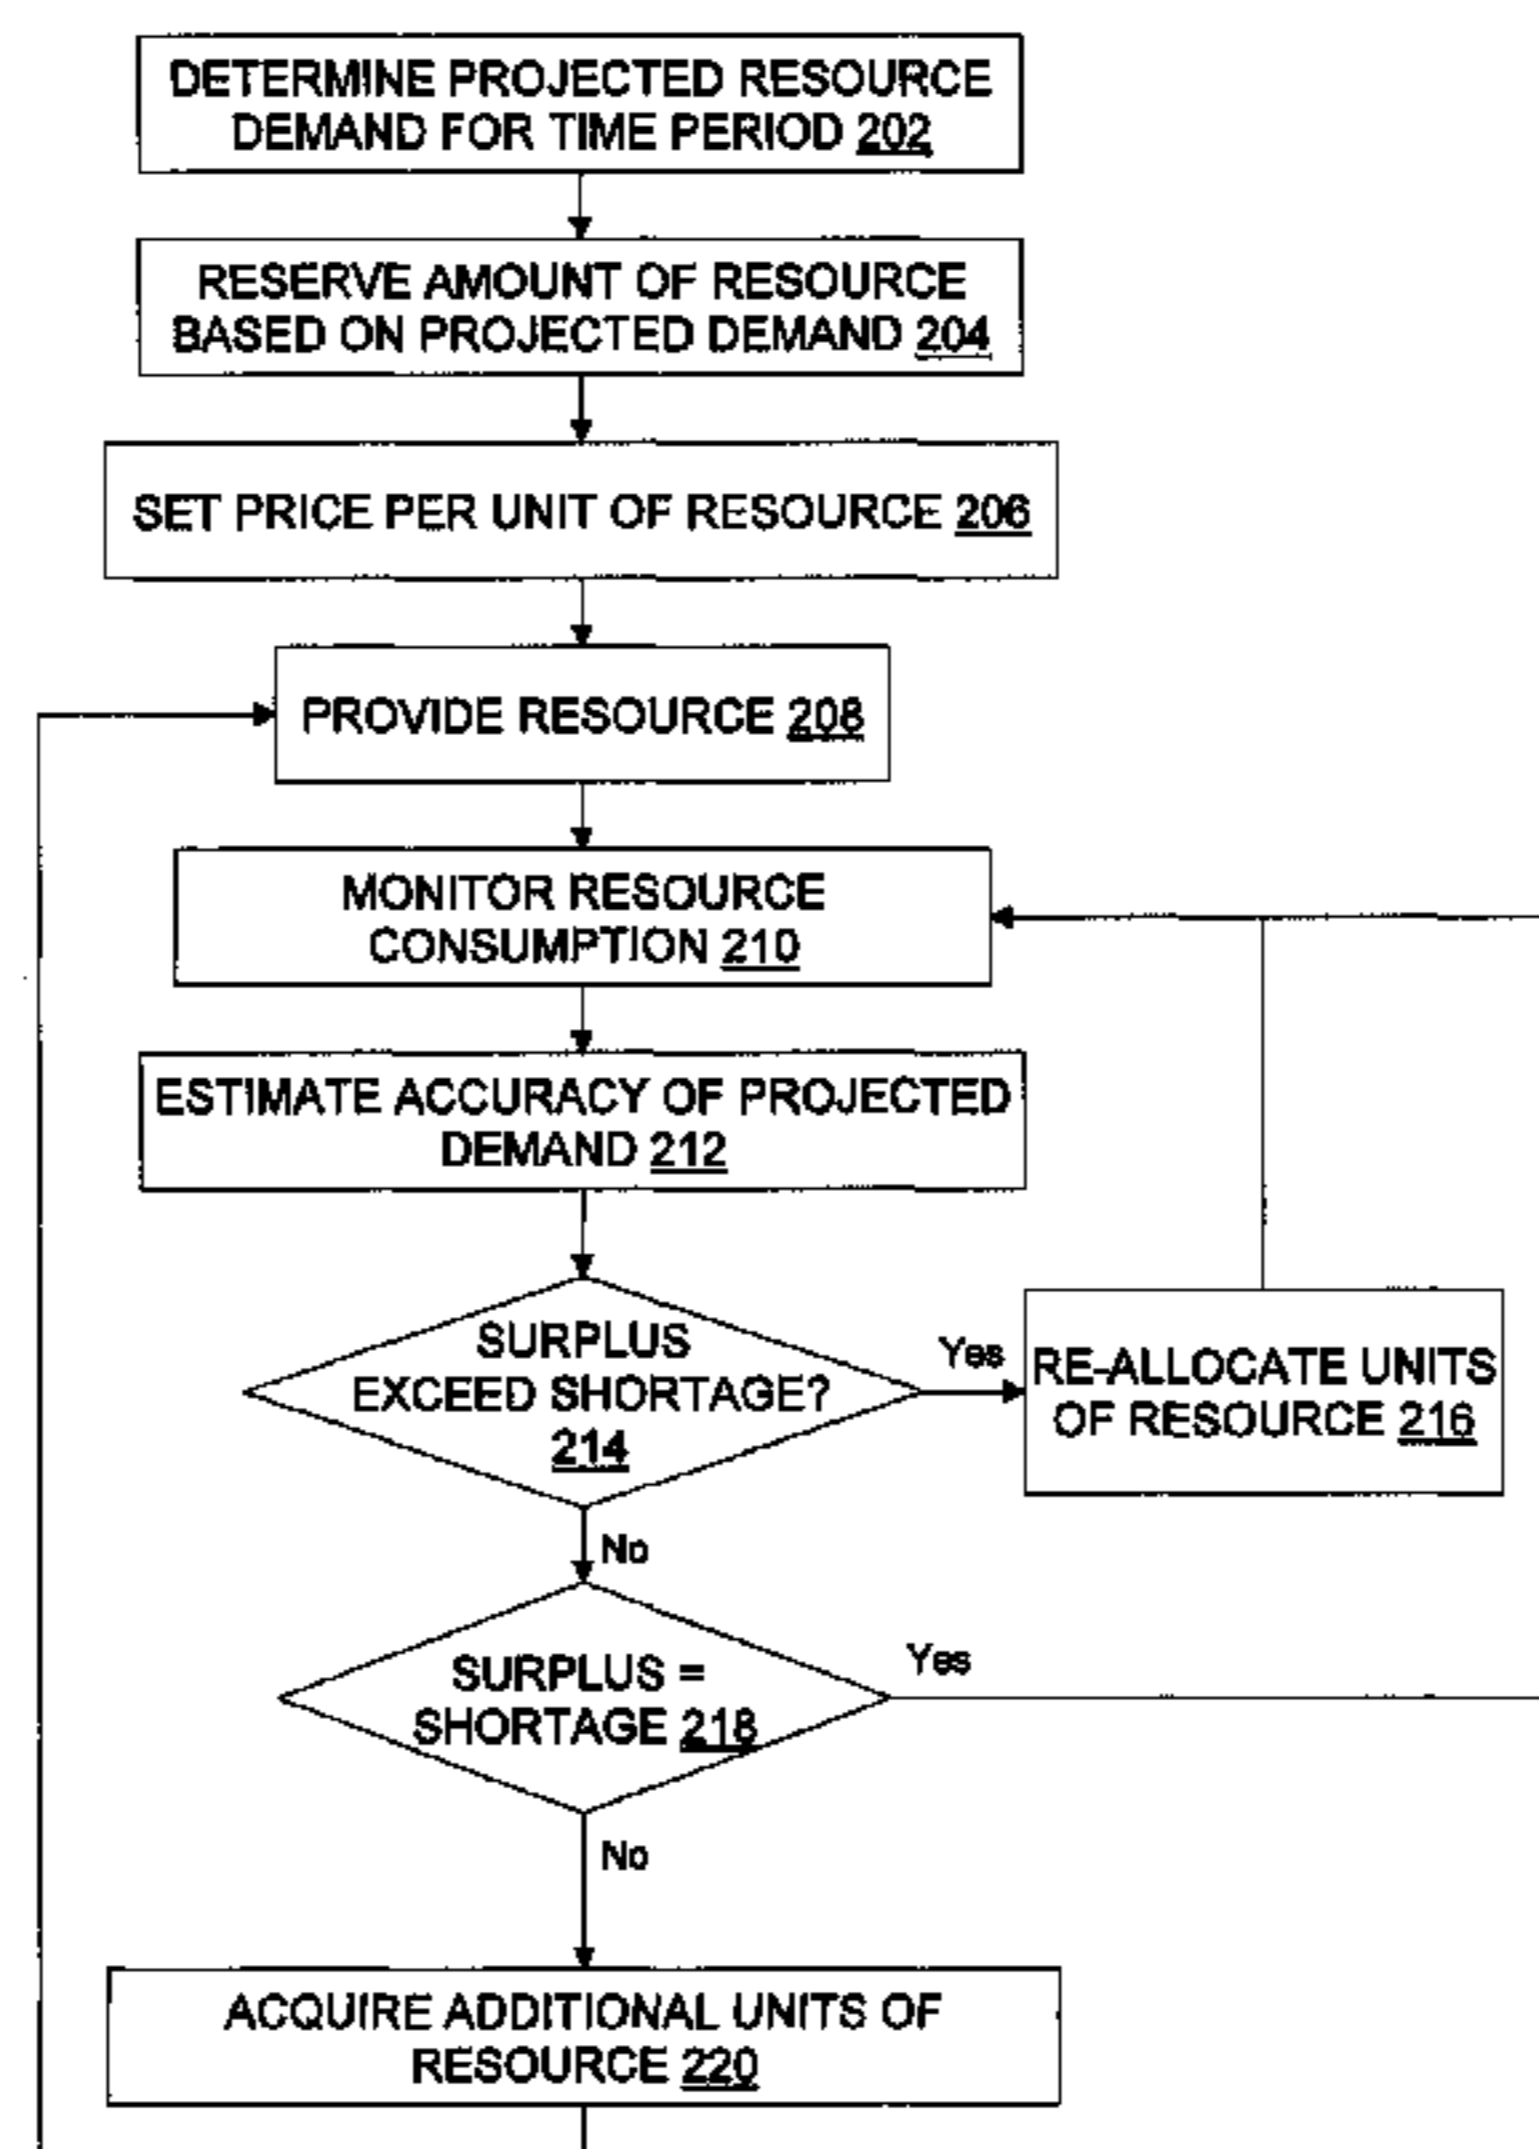 DETERMINE PROJECTED RESOURCE
DEMAND FOR TIME PERIOD 202
RESERVE AMOUNT OF RESOURCE
BASED ON PROJECTED DEMAND 204
SET PRICE PER UNIT OF RESOURCE 206
PROVIDE RESOURCE 208
MONITOR RESOURCE
CONSUMPTION 210
ESTIMATE ACCURACY OF PROJECTED
DEMAND 212
SURPLUS
EXCEED SHORTAGE?
214
Yes
RE-ALLOCATE UNITS
OF RESOURCE 216
No
SURPLUS =
SHORTAGE 218
Yes
No
ACQUIRE ADDITIONAL UNITS OF
RESOURCE 220